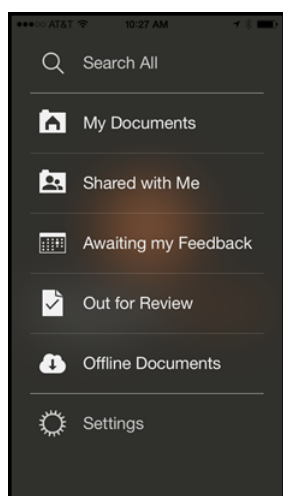 AT&T 10:27 AM
Search All
My Documents
Shared with Me
Awaiting my Feedback
Out for Review
Offline Documents
Settings